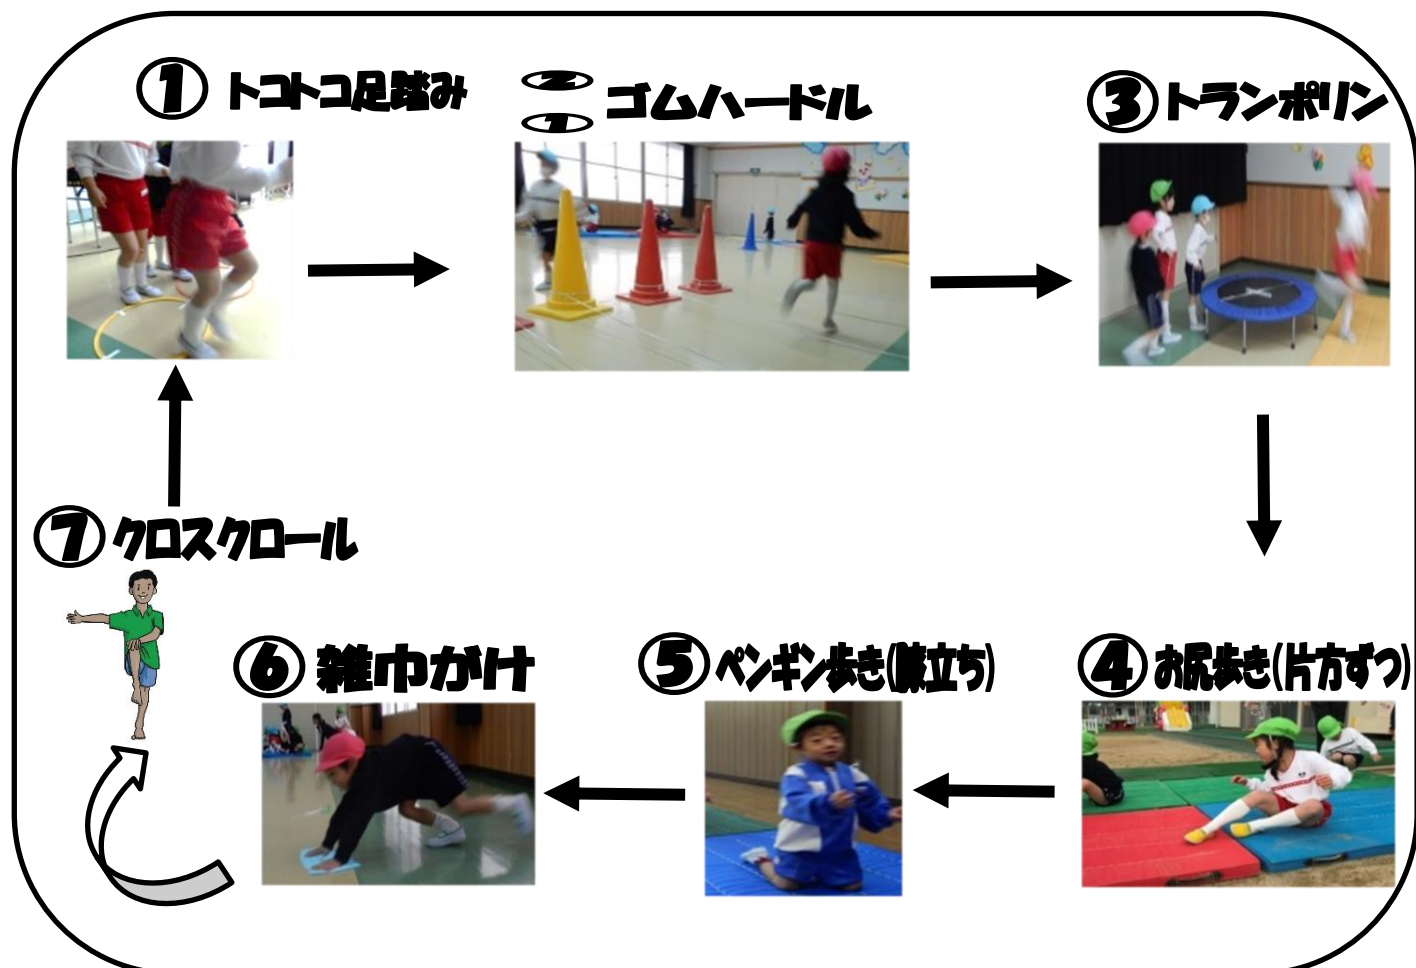 ① トコトコ足踏み
②
① ゴムハードル
③ トランポリン
④ お尻歩き(片方ずつ)
⑤ ペンギン歩き(膝立ち)
⑥ 雑巾がけ
⑦ クロスクロール